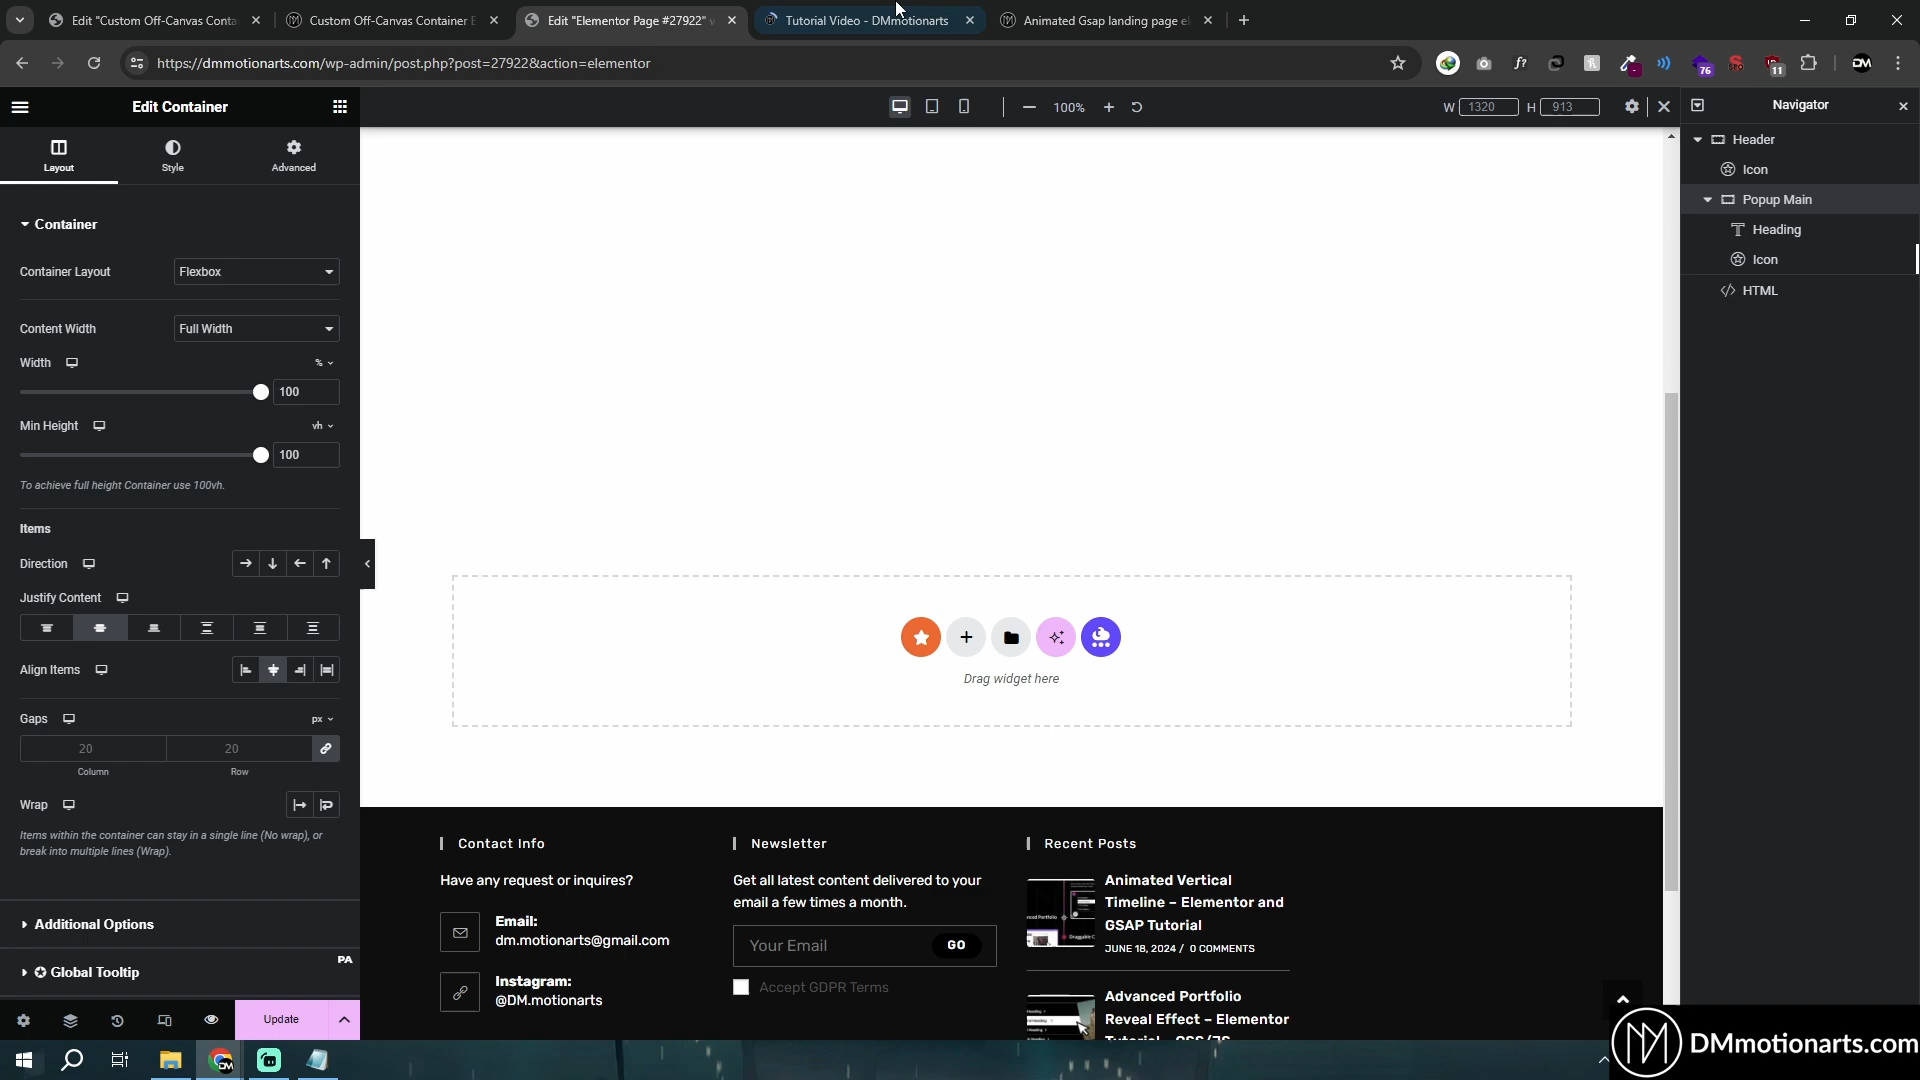 Edit "Custom Off-Canvas Conta
Custom Off-Canvas Container E
Edit "Elementor Page #27922" v
Tutorial Video - DMmotionarts
Animated Gsap landing page el
https://dmmotionarts.com/wp-admin/post.php?post=27922&action=elementor
f?
76
11
DM
Edit Container
100%
W 1320 H 913
Navigator
Layout
Style
Advanced
Header
Icon
Popup Main
Heading
Icon
HTML
Container
Container Layout
Flexbox
Content Width
Full Width
Width
%
100
Min Height
vh
100
To achieve full height Container use 100vh.
Items
Direction
Justify Content
Align Items
Gaps
px
20
20
Column
Row
Wrap
Items within the container can stay in a single line (No wrap), or
break into multiple lines (Wrap).
Additional Options
PA
Global Tooltip
Update
Drag widget here
Contact Info
Have any request or inquires?
Email:
dm.motionarts@gmail.com
Instagram:
@DM.motionarts
Newsletter
Get all latest content delivered to your
email a few times a month.
Your Email
GO
Accept GDPR Terms
Recent Posts
Animated Vertical
Timeline – Elementor and
GSAP Tutorial
JUNE 18, 2024 / 0 COMMENTS
Advanced Portfolio
Reveal Effect – Elementor
DMmotionarts.com